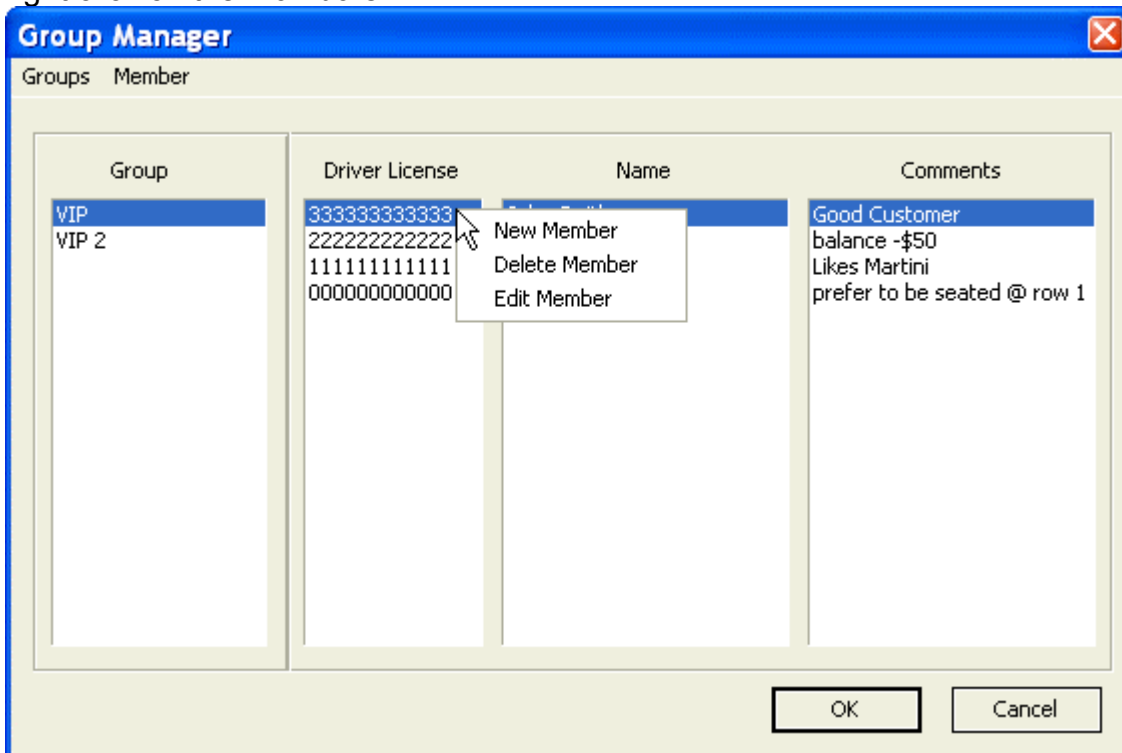 Group Manager
Groups Member
Group Driver License Name Comments
VIP 333333333333 Good Customer
VIP 2 222222222222 balance -$50
111111111111 Likes Martini
000000000000 prefer to be seated @ row 1
New Member
Delete Member
Edit Member
OK Cancel